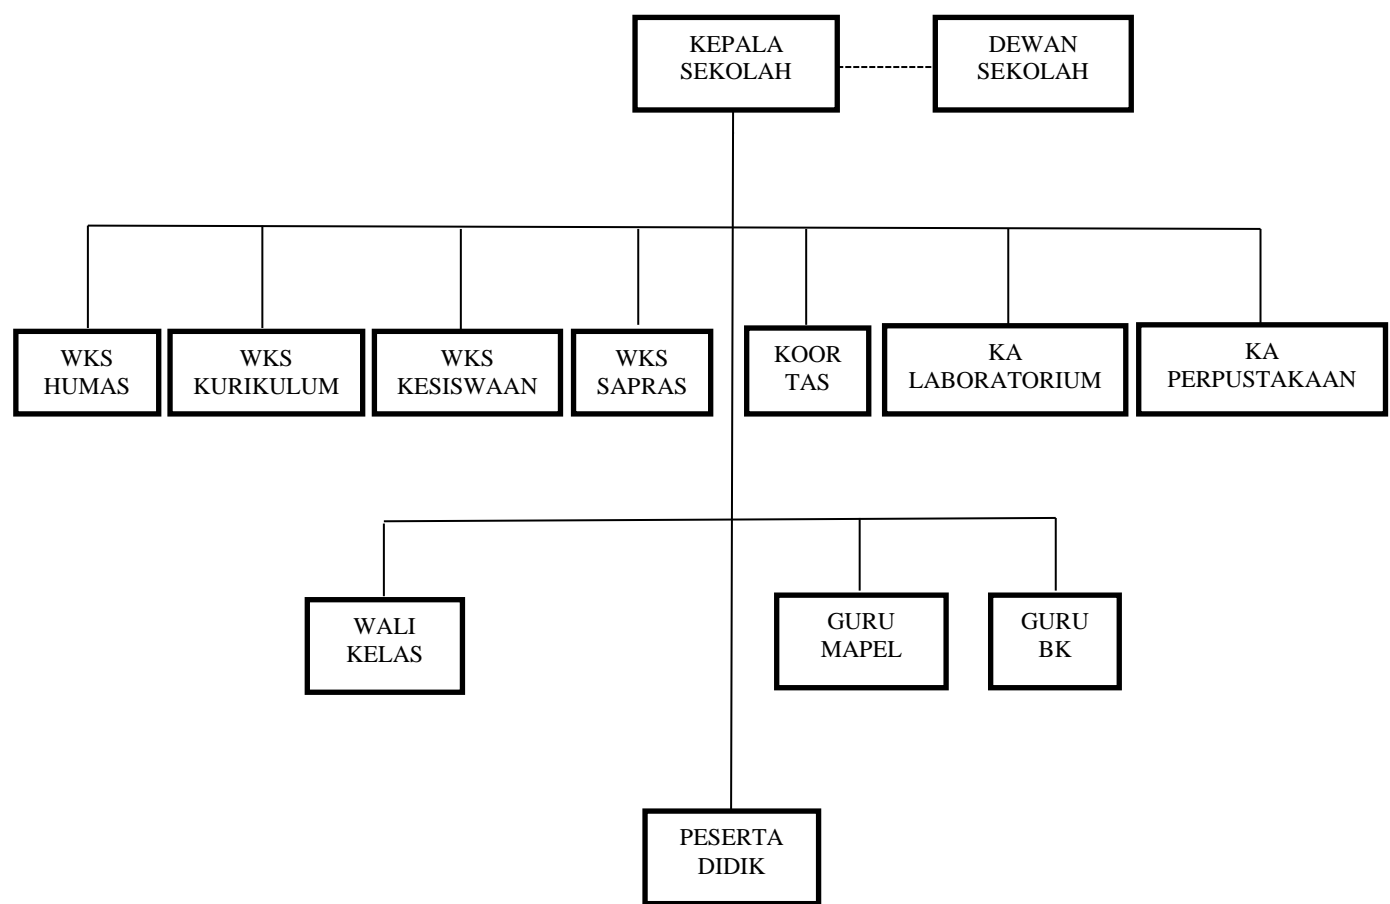 KEPALA
SEKOLAH
DEWAN
SEKOLAH
WKS
HUMAS
WKS
KURIKULUM
WKS
KESISWAAN
WKS
SAPRAS
KOOR
TAS
KA
LABORATORIUM
KA
PERPUSTAKAAN
WALI
KELAS
GURU
MAPEL
GURU
BK
PESERTA
DIDIK